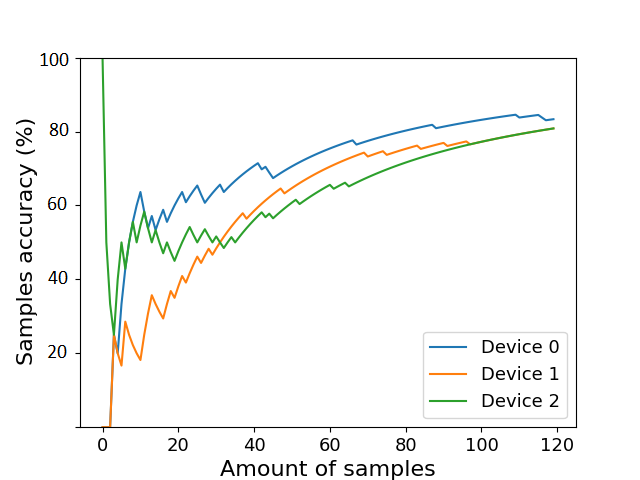 100
80
60
40
20
Samples accuracy (%)
0 20 40 60 80 100 120
Amount of samples
Device 0
Device 1
Device 2